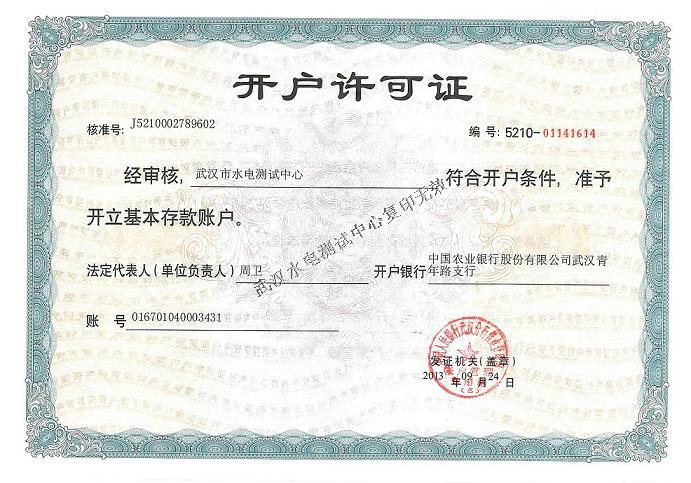 开户许可证
核准号: J5210002789602
编号: 5210-01141614
经审核, 武汉市水电测试中心 符合开户条件, 准予
开立基本存款账户。
武汉水电测试中心复印无效
法定代表人(单位负责人) 周卫
开户银行 中国农业银行股份有限公司武汉青
年路支行
账 号 016701040003431
发证机关(盖章)
2013 年 09 月 24 日